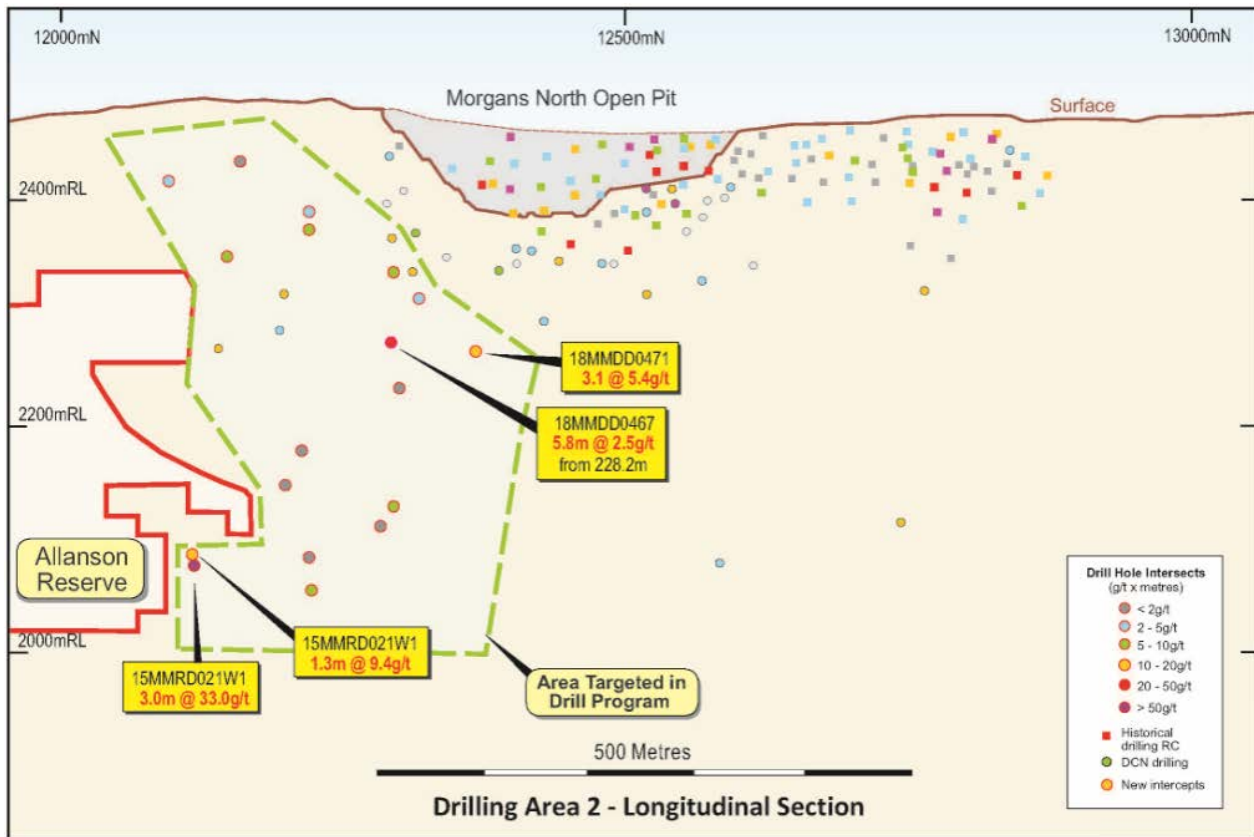 12000mN
12500mN
13000mN
Morgans North Open Pit
Surface
2400mRL
18MMDD0471
3.1 @ 5.4g/t
2200mRL
18MMDD0467
5.8m @ 2.5g/t
from 228.2m
Allanson
Reserve
2000mRL
15MMRD021W1
1.3m @ 9.4g/t
15MMRD021W1
3.0m @ 33.0g/t
Area Targeted in
Drill Program
Drill Hole Intersects
(g/t x metres)
< 2g/t
2 - 5g/t
5 - 10g/t
10 - 20g/t
20 - 50g/t
> 50g/t
Historical
drilling RC
DCN drilling
New intercepts
500 Metres
Drilling Area 2 - Longitudinal Section